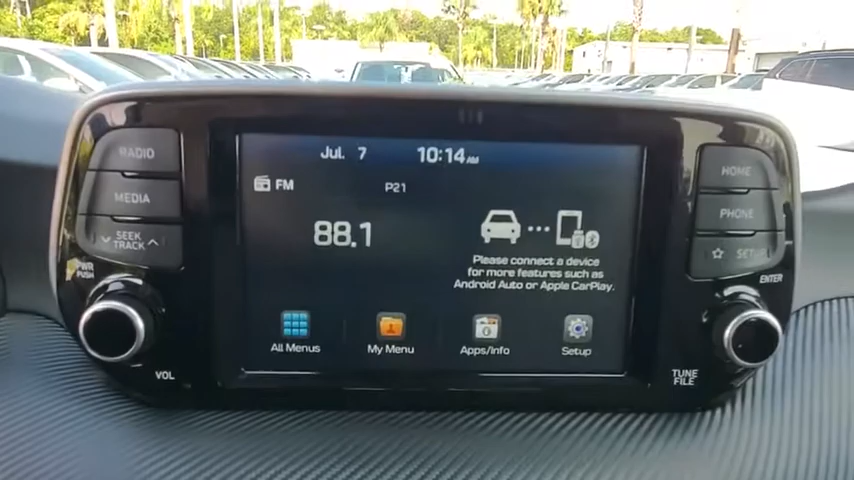 RADIO
MEDIA
SEEK
TRACK
PWR
PUSH
VOL
Jul. 7 10:14 AM
FM
P21
88.1
Please connect a device
for more features such as
Android Auto or Apple CarPlay.
All Menus My Menu Apps/Info Setup
HOME
PHONE
SETUP
ENTER
TUNE
FILE